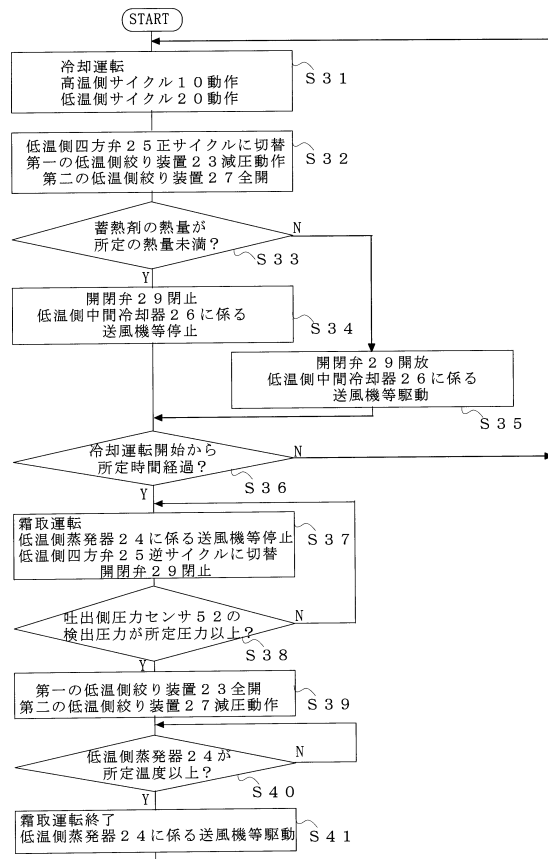 START
冷却運転
高温側サイクル１０動作
低温側サイクル２０動作
Ｓ３１
低温側四方弁２５正サイクルに切替
第一の低温側絞り装置２３減圧動作
第二の低温側絞り装置２７全開
Ｓ３２
蓄熱剤の熱量が
所定の熱量未満？
N
Ｓ３３
Y
開閉弁２９閉止
低温側中間冷却器２６に係る
送風機等停止
Ｓ３４
開閉弁２９開放
低温側中間冷却器２６に係る
送風機等駆動
Ｓ３５
冷却運転開始から
所定時間経過？
N
Ｓ３６
Y
霜取運転
低温側蒸発器２４に係る送風機等停止
低温側四方弁２５逆サイクルに切替
開閉弁２９閉止
Ｓ３７
吐出側圧力センサ５２の
検出圧力が所定圧力以上？
N
Ｓ３８
Y
第一の低温側絞り装置２３全開
第二の低温側絞り装置２７減圧動作
Ｓ３９
低温側蒸発器２４が
所定温度以上？
N
Ｓ４０
Y
霜取運転終了
低温側蒸発器２４に係る送風機等駆動
Ｓ４１